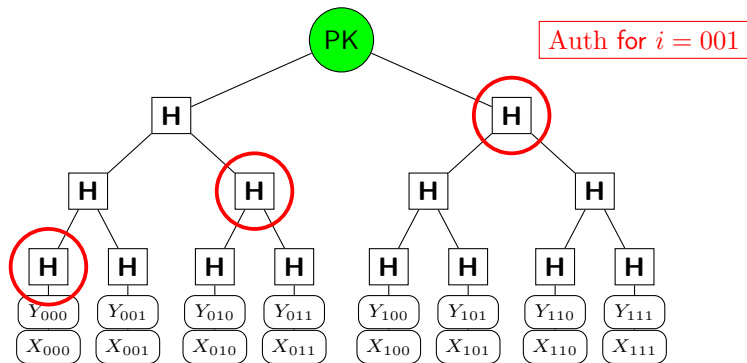 PK
Auth for i = 001
H H
H H H H
H H H H H H H H
Y000 Y001 Y010 Y011 Y100 Y101 Y110 Y111
X000 X001 X010 X011 X100 X101 X110 X111